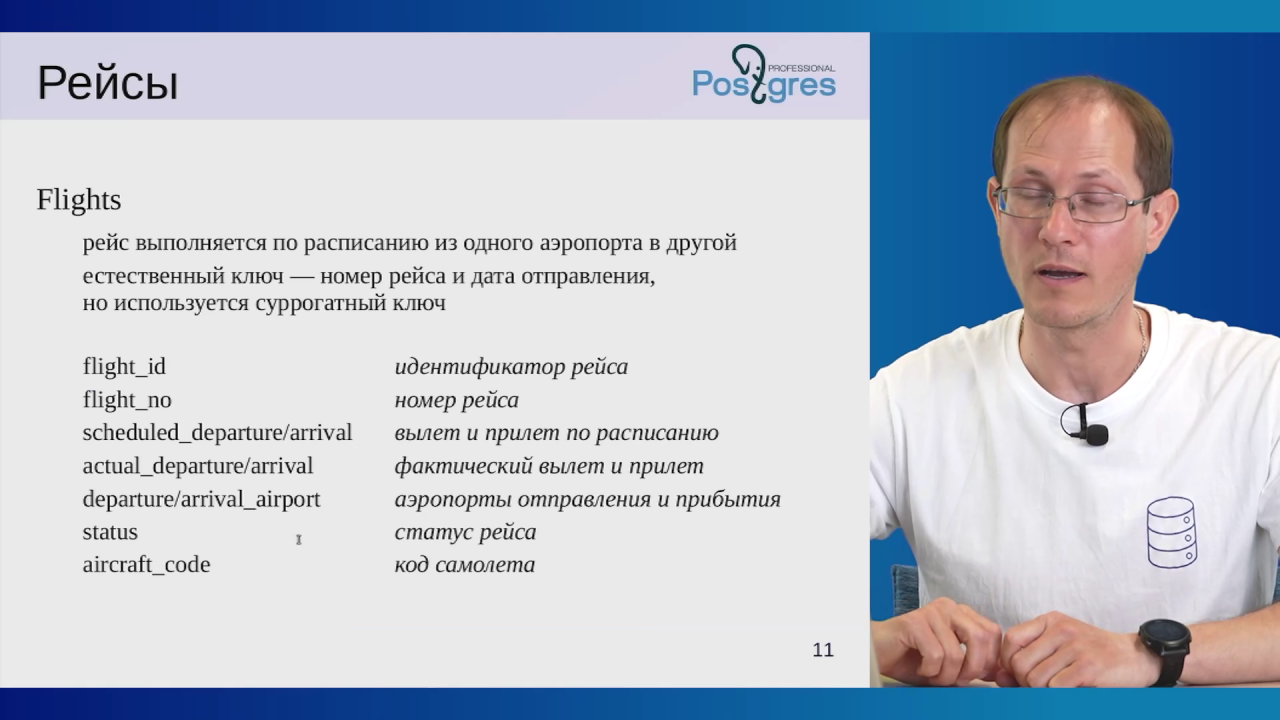 Рейсы
PROFESSIONAL
Postgres
Flights
рейс выполняется по расписанию из одного аэропорта в другой
естественный ключ — номер рейса и дата отправления,
но используется суррогатный ключ
flight_id идентификатор рейса
flight_no номер рейса
scheduled_departure/arrival вылет и прилет по расписанию
actual_departure/arrival фактический вылет и прилет
departure/arrival_airport аэропорты отправления и прибытия
status статус рейса
aircraft_code код самолета
11